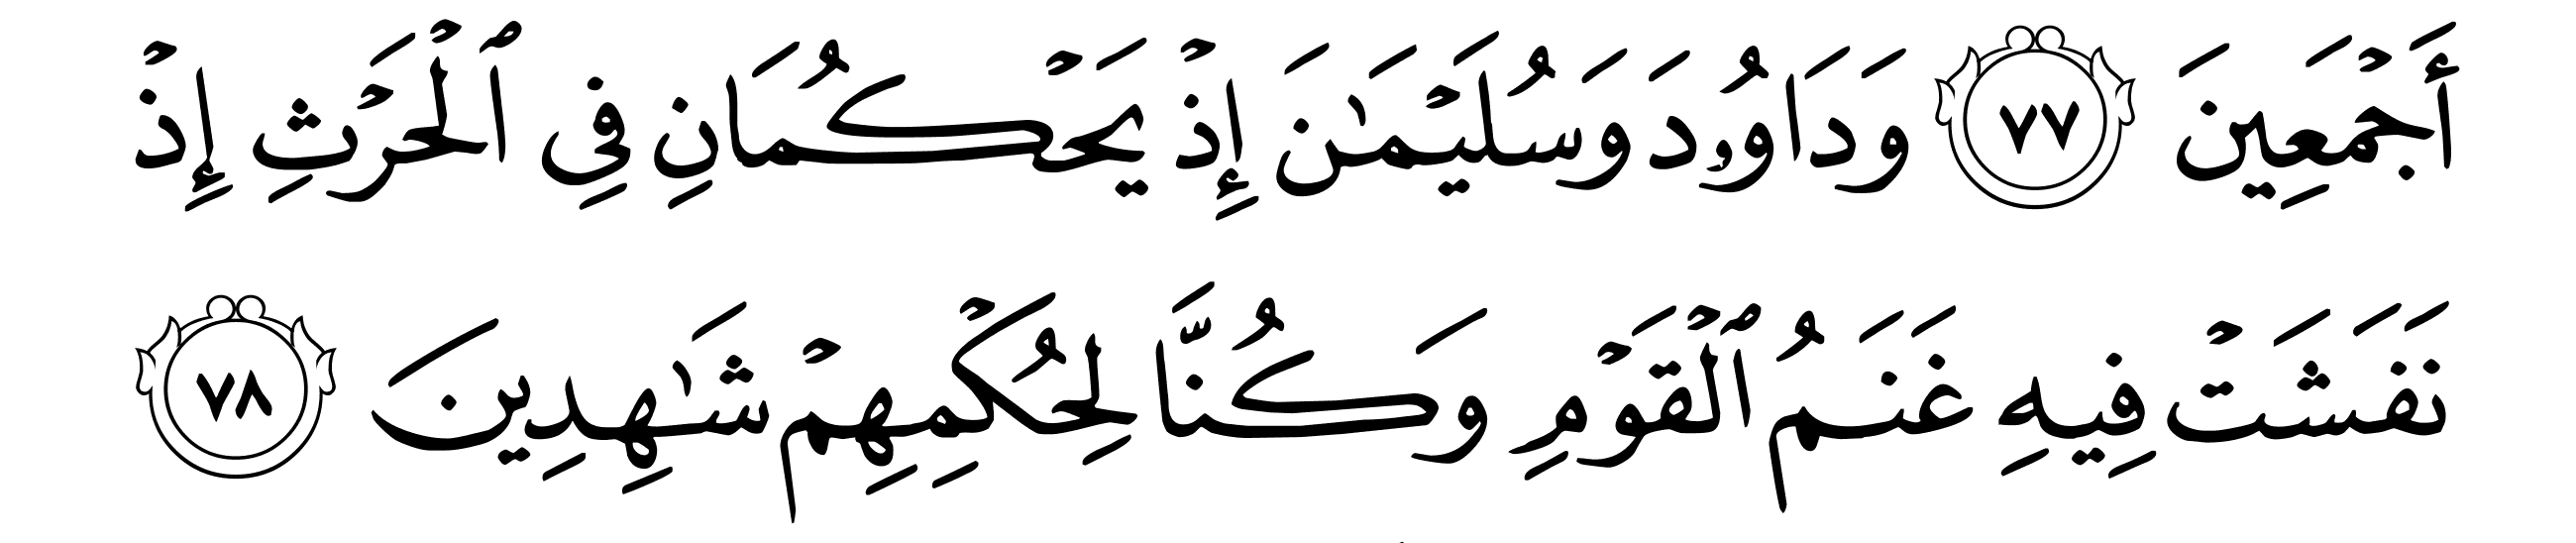 أَجْمَعِينَ ٧٧ وَدَاوُۥدَ وَسُلَيْمَـٰنَ إِذْ يَحْكُمَانِ فِى ٱلْحَرْثِ إِذْ
نَفَشَتْ فِيهِ غَنَمُ ٱلْقَوْمِ وَكُنَّا لِحُكْمِهِمْ شَـٰهِدِينَ ٧٨